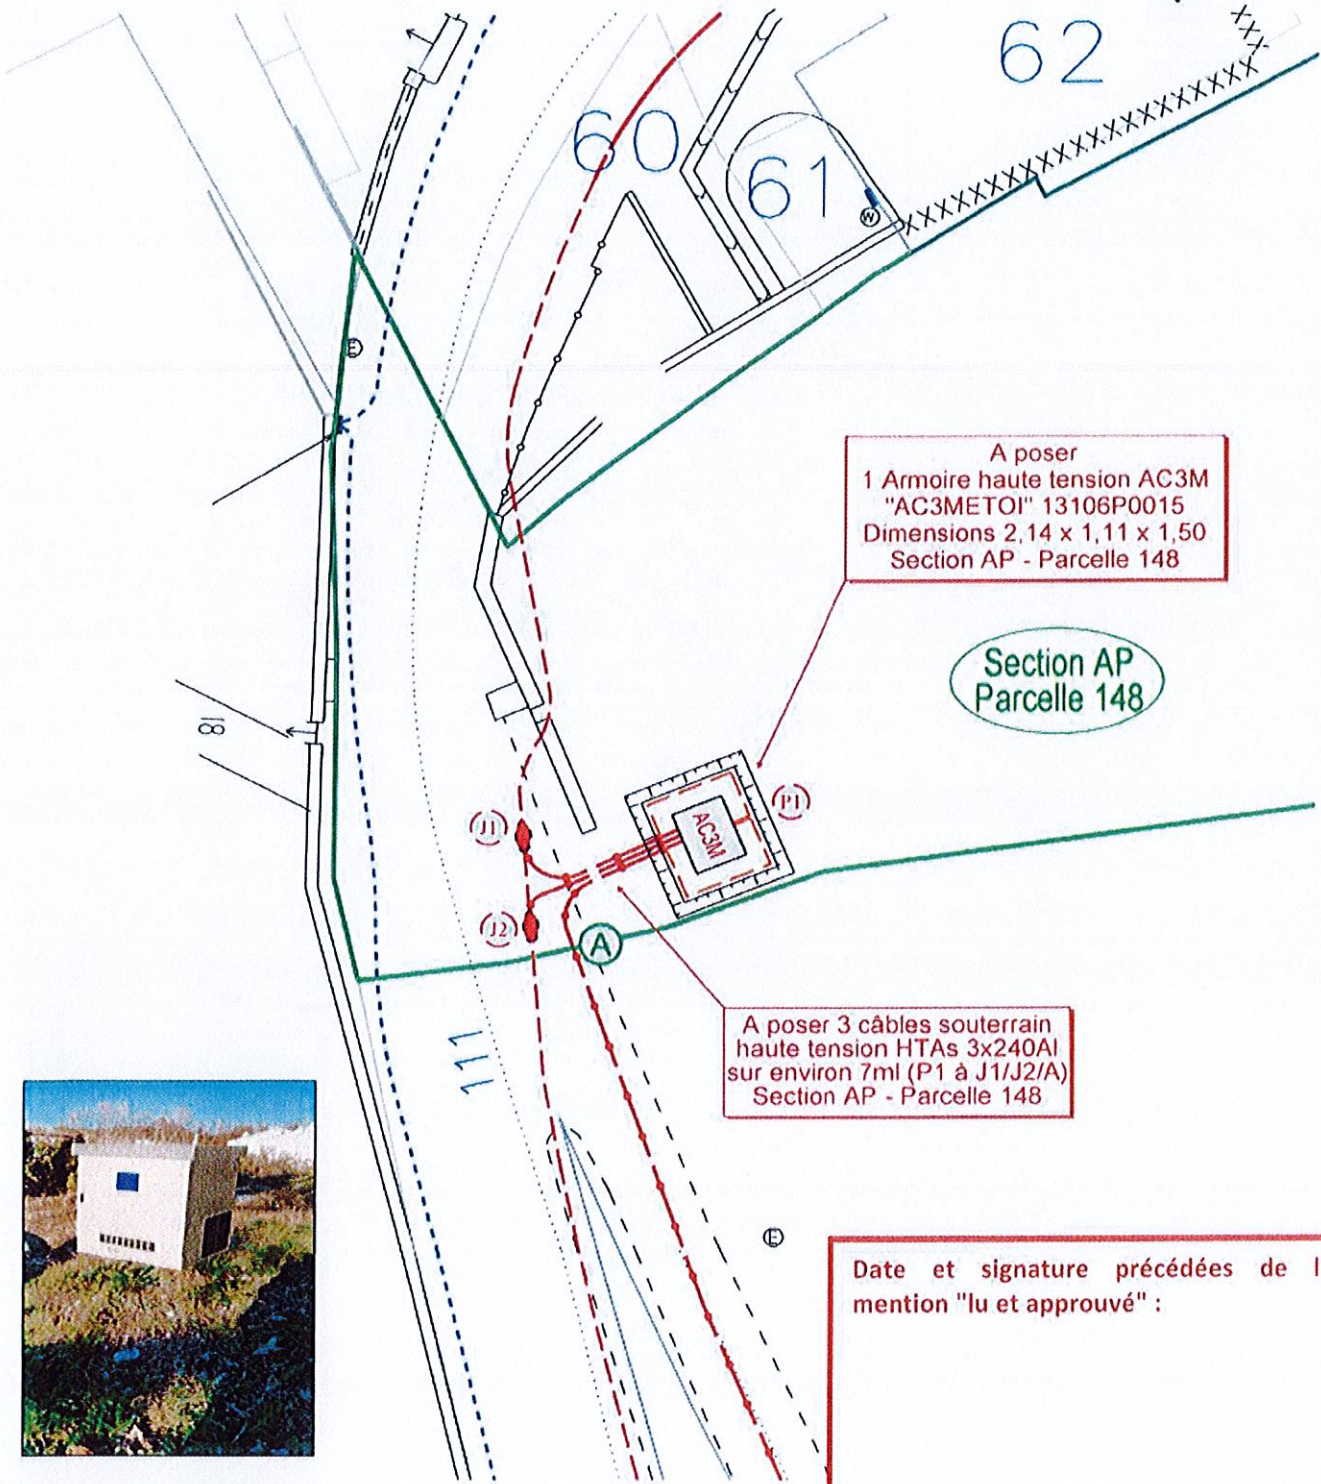 62
60
61
W
E
A poser
1 Armoire haute tension AC3M
"AC3METOI" 13106P0015
Dimensions 2,14 x 1,11 x 1,50
Section AP - Parcelle 148
Section AP
Parcelle 148
18
P1
AC3M
J1
J2
A
A poser 3 câbles souterrain
haute tension HTAs 3x240Al
sur environ 7ml (P1 à J1/J2/A)
Section AP - Parcelle 148
111
E
Date et signature précédées de l
mention "lu et approuvé" :